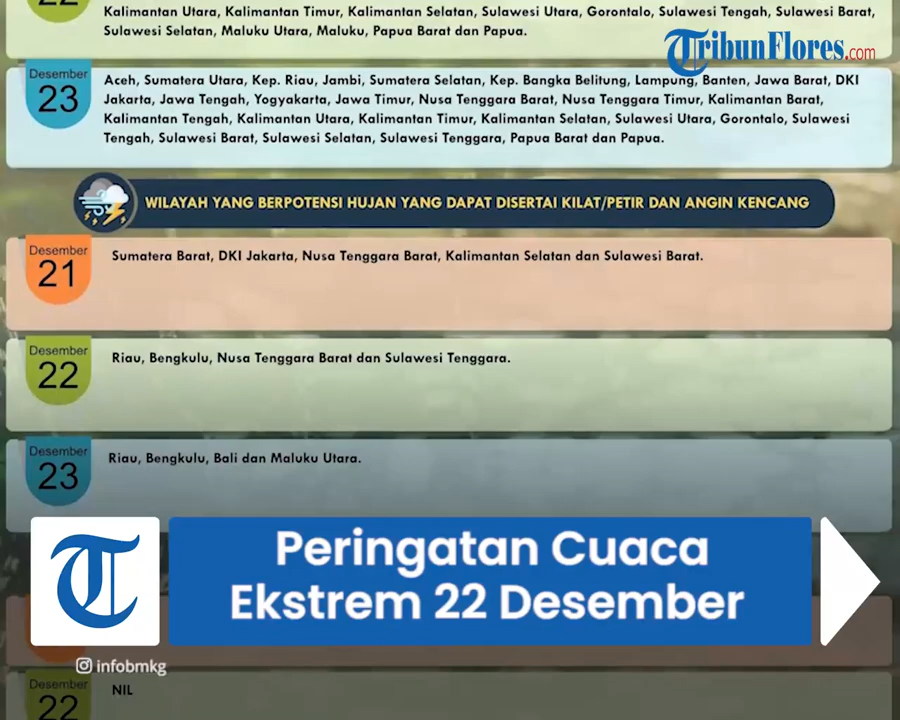 22
Kalimantan Utara, Kalimantan Timur, Kalimantan Selatan, Sulawesi Utara, Gorontalo, Sulawesi Tengah, Sulawesi Barat,
Sulawesi Selatan, Maluku Utara, Maluku, Papua Barat dan Papua.
TribunFlores.com
Desember
23
Aceh, Sumatera Utara, Kep. Riau, Jambi, Sumatera Selatan, Kep. Bangka Belitung, Lampung, Banten, Jawa Barat, DKI
Jakarta, Jawa Tengah, Yogyakarta, Jawa Timur, Nusa Tenggara Barat, Nusa Tenggara Timur, Kalimantan Barat,
Kalimantan Tengah, Kalimantan Utara, Kalimantan Timur, Kalimantan Selatan, Sulawesi Utara, Gorontalo, Sulawesi
Tengah, Sulawesi Barat, Sulawesi Selatan, Sulawesi Tenggara, Papua Barat dan Papua.
WILAYAH YANG BERPOTENSI HUJAN YANG DAPAT DISERTAI KILAT/PETIR DAN ANGIN KENCANG
Desember
21
Sumatera Barat, DKI Jakarta, Nusa Tenggara Barat, Kalimantan Selatan dan Sulawesi Barat.
Desember
22
Riau, Bengkulu, Nusa Tenggara Barat dan Sulawesi Tenggara.
Desember
23
Riau, Bengkulu, Bali dan Maluku Utara.
T
Peringatan Cuaca
Ekstrem 22 Desember
infobmkg
Desember
22
NIL